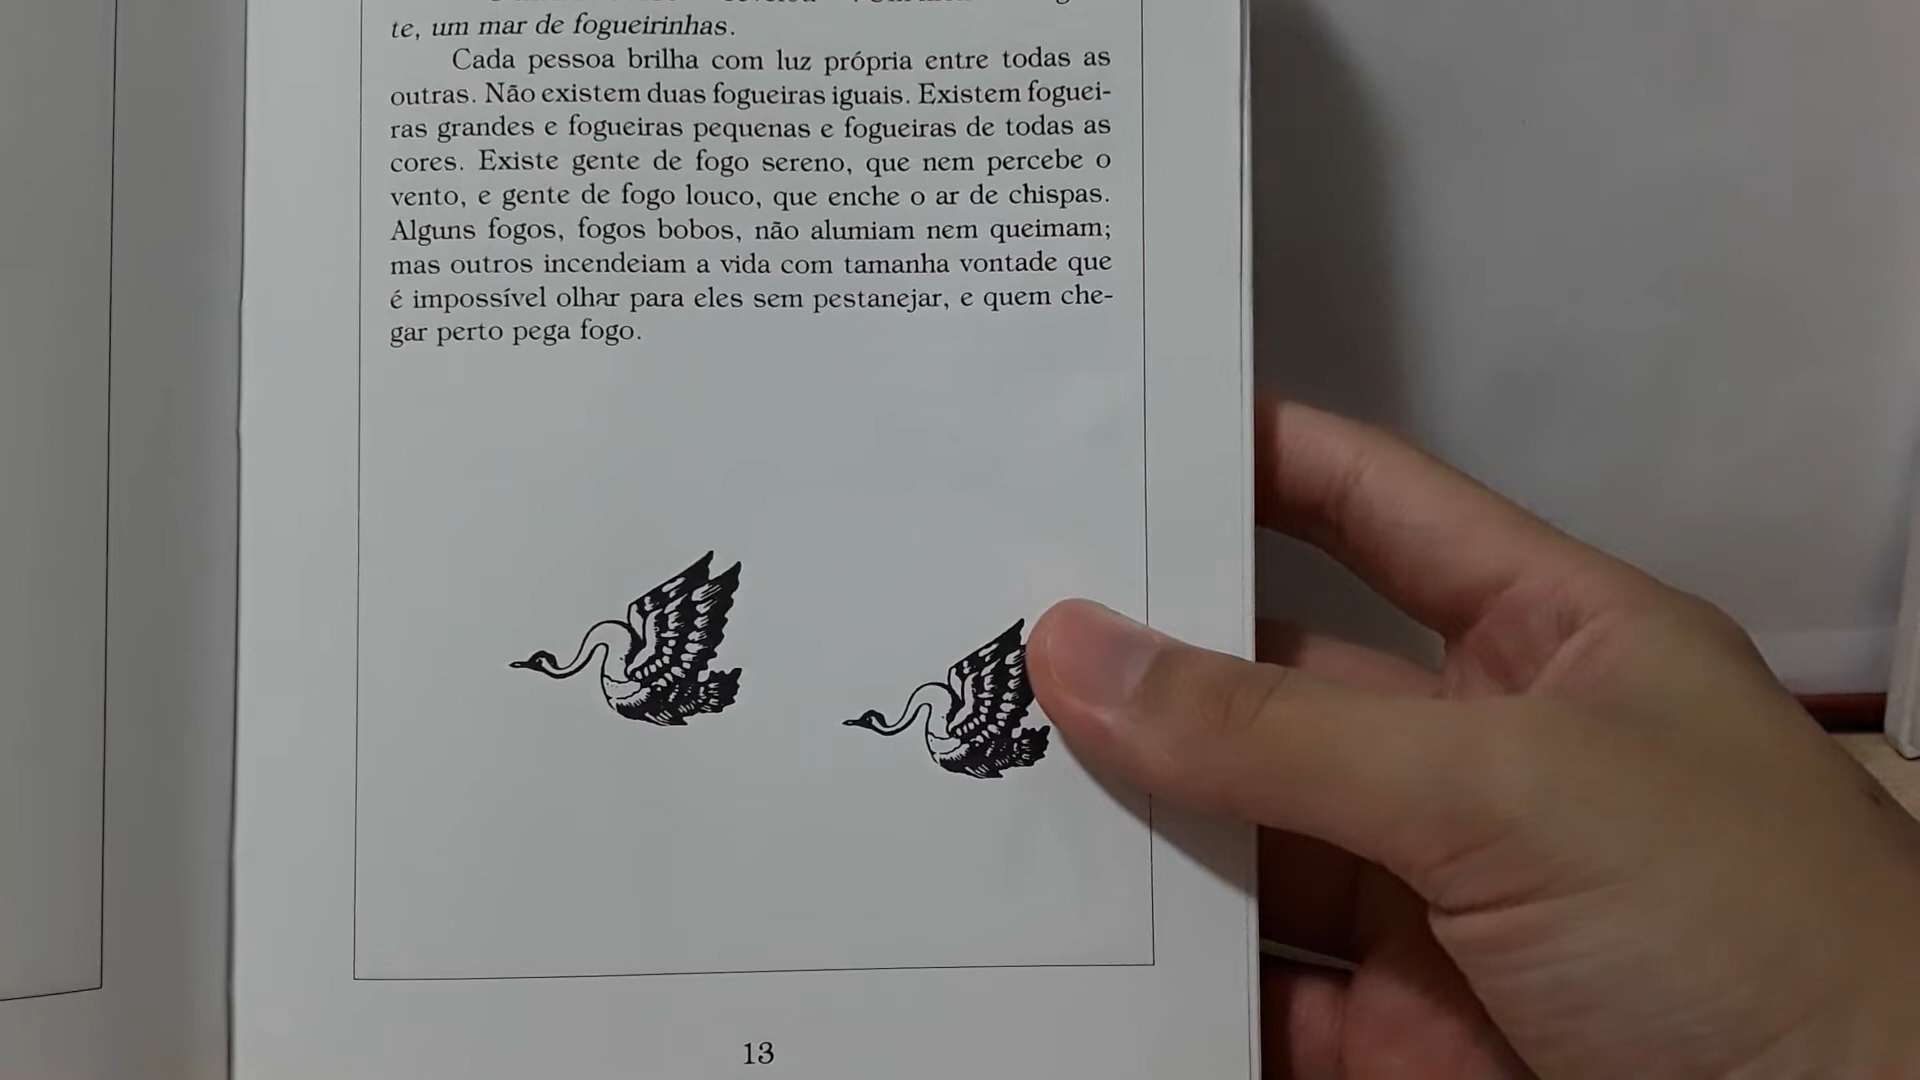 te, um mar de fogueirinhas.
Cada pessoa brilha com luz própria entre todas as
outras. Não existem duas fogueiras iguais. Existem foguei-
ras grandes e fogueiras pequenas e fogueiras de todas as
cores. Existe gente de fogo sereno, que nem percebe o
vento, e gente de fogo louco, que enche o ar de chispas.
Alguns fogos, fogos bobos, não alumiam nem queimam;
mas outros incendeiam a vida com tamanha vontade que
é impossível olhar para eles sem pestanejar, e quem che-
gar perto pega fogo.
13